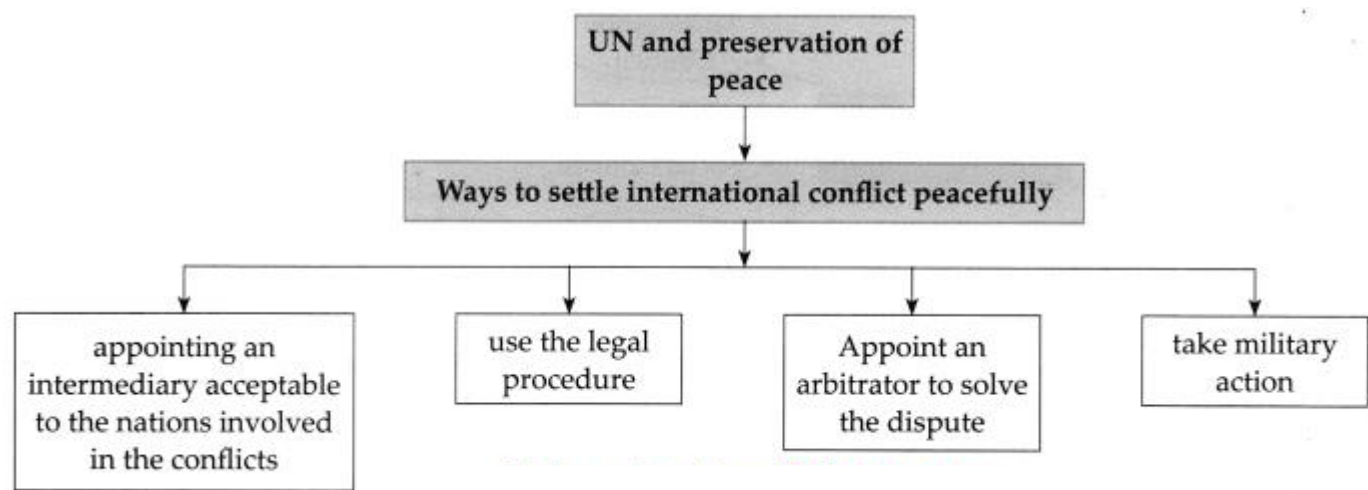 UN and preservation of
peace
Ways to settle international conflict peacefully
appointing an
intermediary acceptable
to the nations involved
in the conflicts
use the legal
procedure
Appoint an
arbitrator to solve
the dispute
take military
action